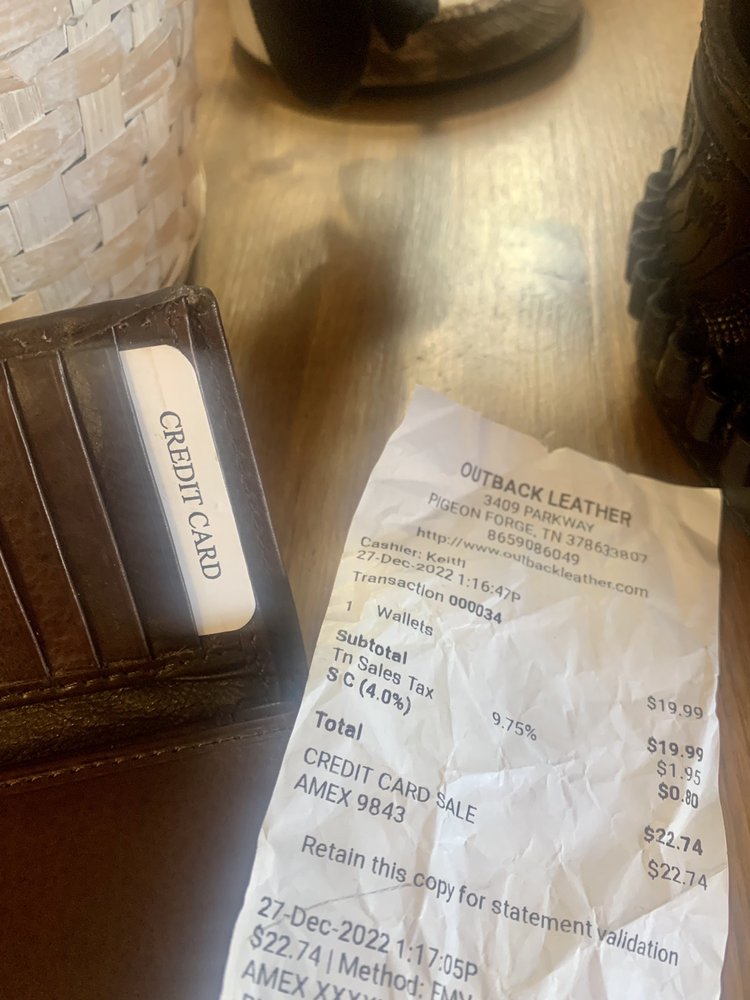 CREDIT CARD
OUTBACK LEATHER
3409 PARKWAY
PIGEON FORGE, TN 378633807
8659086049
http://www.outbackleather.com
Cashier: Keith
27-Dec-2022 1:16:47P
Transaction 000034
1 Wallets $19.99
Subtotal $19.99
Tn Sales Tax 9.75% $1.95
S C (4.0%) $0.80
Total $22.74
CREDIT CARD SALE $22.74
AMEX 9843
Retain this copy for statement validation
27-Dec-2022 1:17:05P
$22.74 | Method: EMV
AMEX